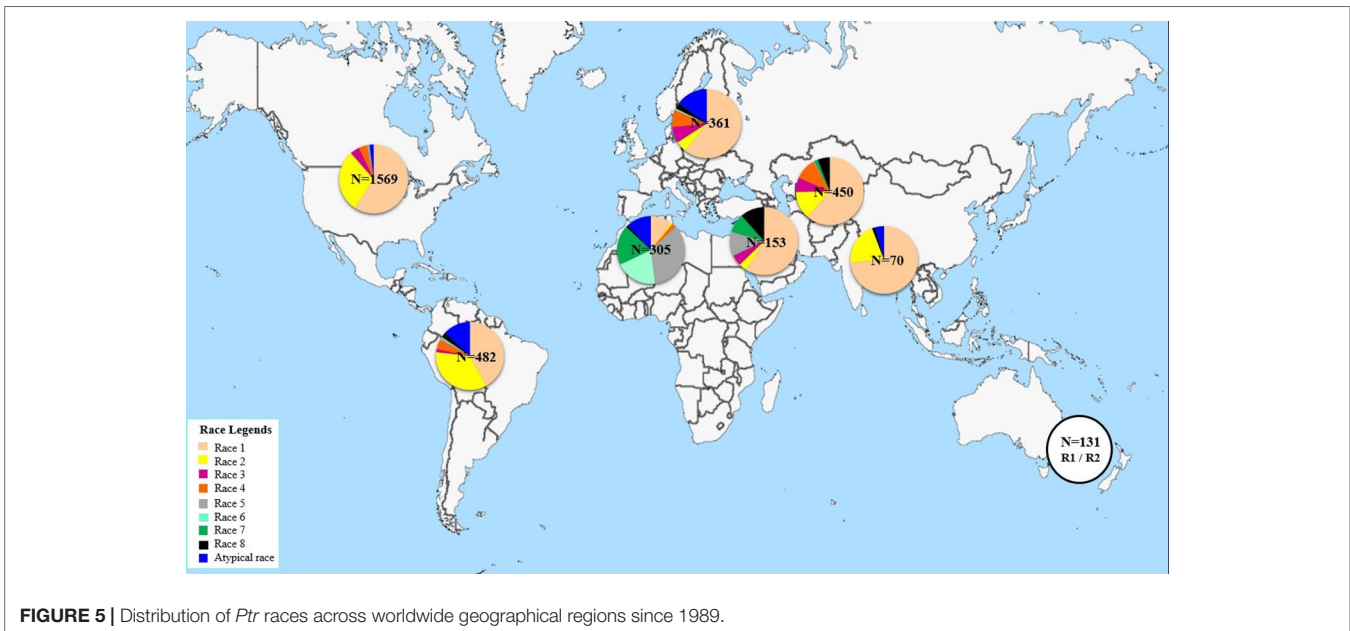 N=361
N=1569
N=450
N=305
N=153
N=70
N=482
N=131
R1 / R2
Race Legends
Race 1
Race 2
Race 3
Race 4
Race 5
Race 6
Race 7
Race 8
Atypical race
FIGURE 5 | Distribution of Ptr races across worldwide geographical regions since 1989.